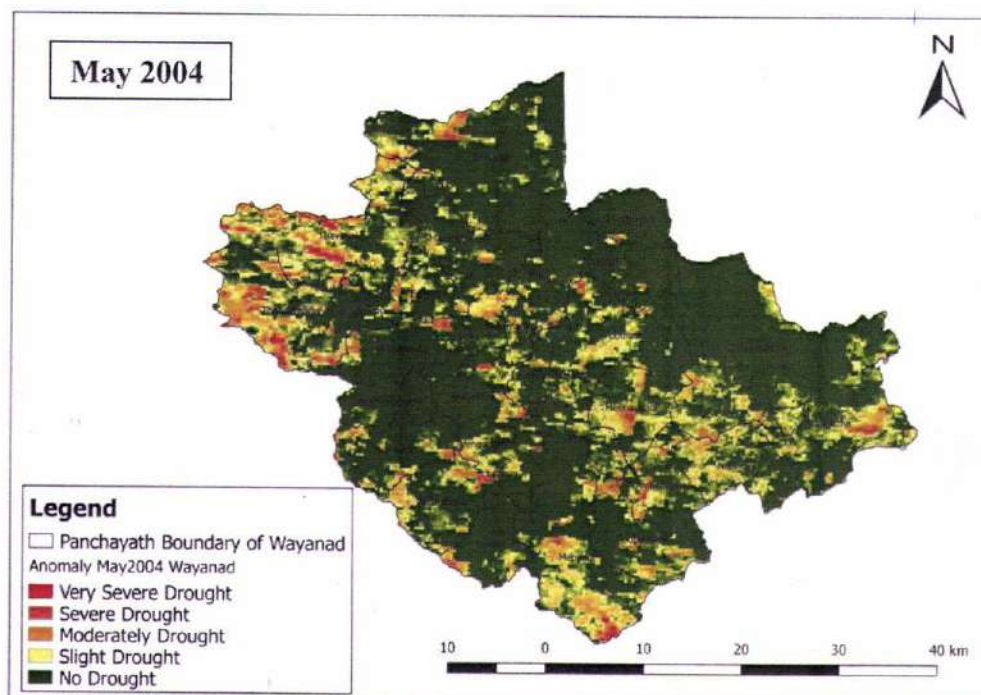 May 2004
N
Legend
Panchayath Boundary of Wayanad
Anomaly May2004 Wayanad
Very Severe Drought
Severe Drought
Moderately Drought
Slight Drought
No Drought
10 0 10 20 30 40 km